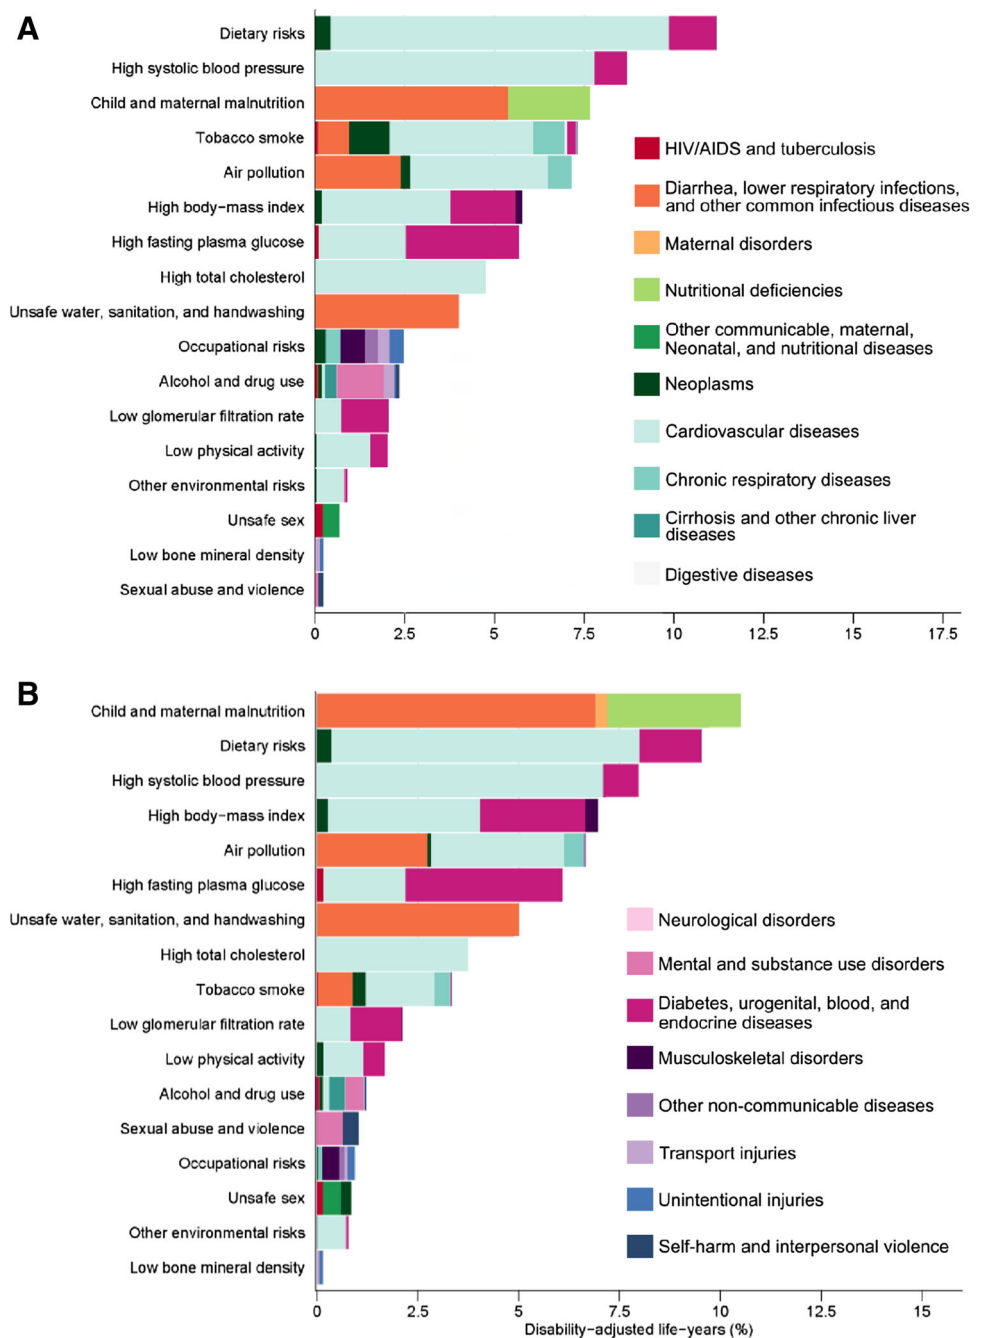 A
Dietary risks
High systolic blood pressure
Child and maternal malnutrition
Tobacco smoke
Air pollution
High body−mass index
High fasting plasma glucose
High total cholesterol
Unsafe water, sanitation, and handwashing
Occupational risks
Alcohol and drug use
Low glomerular filtration rate
Low physical activity
Other environmental risks
Unsafe sex
Low bone mineral density
Sexual abuse and violence
HIV/AIDS and tuberculosis
Diarrhea, lower respiratory infections,
and other common infectious diseases
Maternal disorders
Nutritional deficiencies
Other communicable, maternal,
Neonatal, and nutritional diseases
Neoplasms
Cardiovascular diseases
Chronic respiratory diseases
Cirrhosis and other chronic liver
diseases
Digestive diseases
0 2.5 5 7.5 10 12.5 15 17.5
B
Child and maternal malnutrition
Dietary risks
High systolic blood pressure
High body−mass index
Air pollution
High fasting plasma glucose
Unsafe water, sanitation, and handwashing
High total cholesterol
Tobacco smoke
Low glomerular filtration rate
Low physical activity
Alcohol and drug use
Sexual abuse and violence
Occupational risks
Unsafe sex
Other environmental risks
Low bone mineral density
Neurological disorders
Mental and substance use disorders
Diabetes, urogenital, blood, and
endocrine diseases
Musculoskeletal disorders
Other non-communicable diseases
Transport injuries
Unintentional injuries
Self-harm and interpersonal violence
0 2.5 5 7.5 10 12.5 15
Disability−adjusted life−years (%)